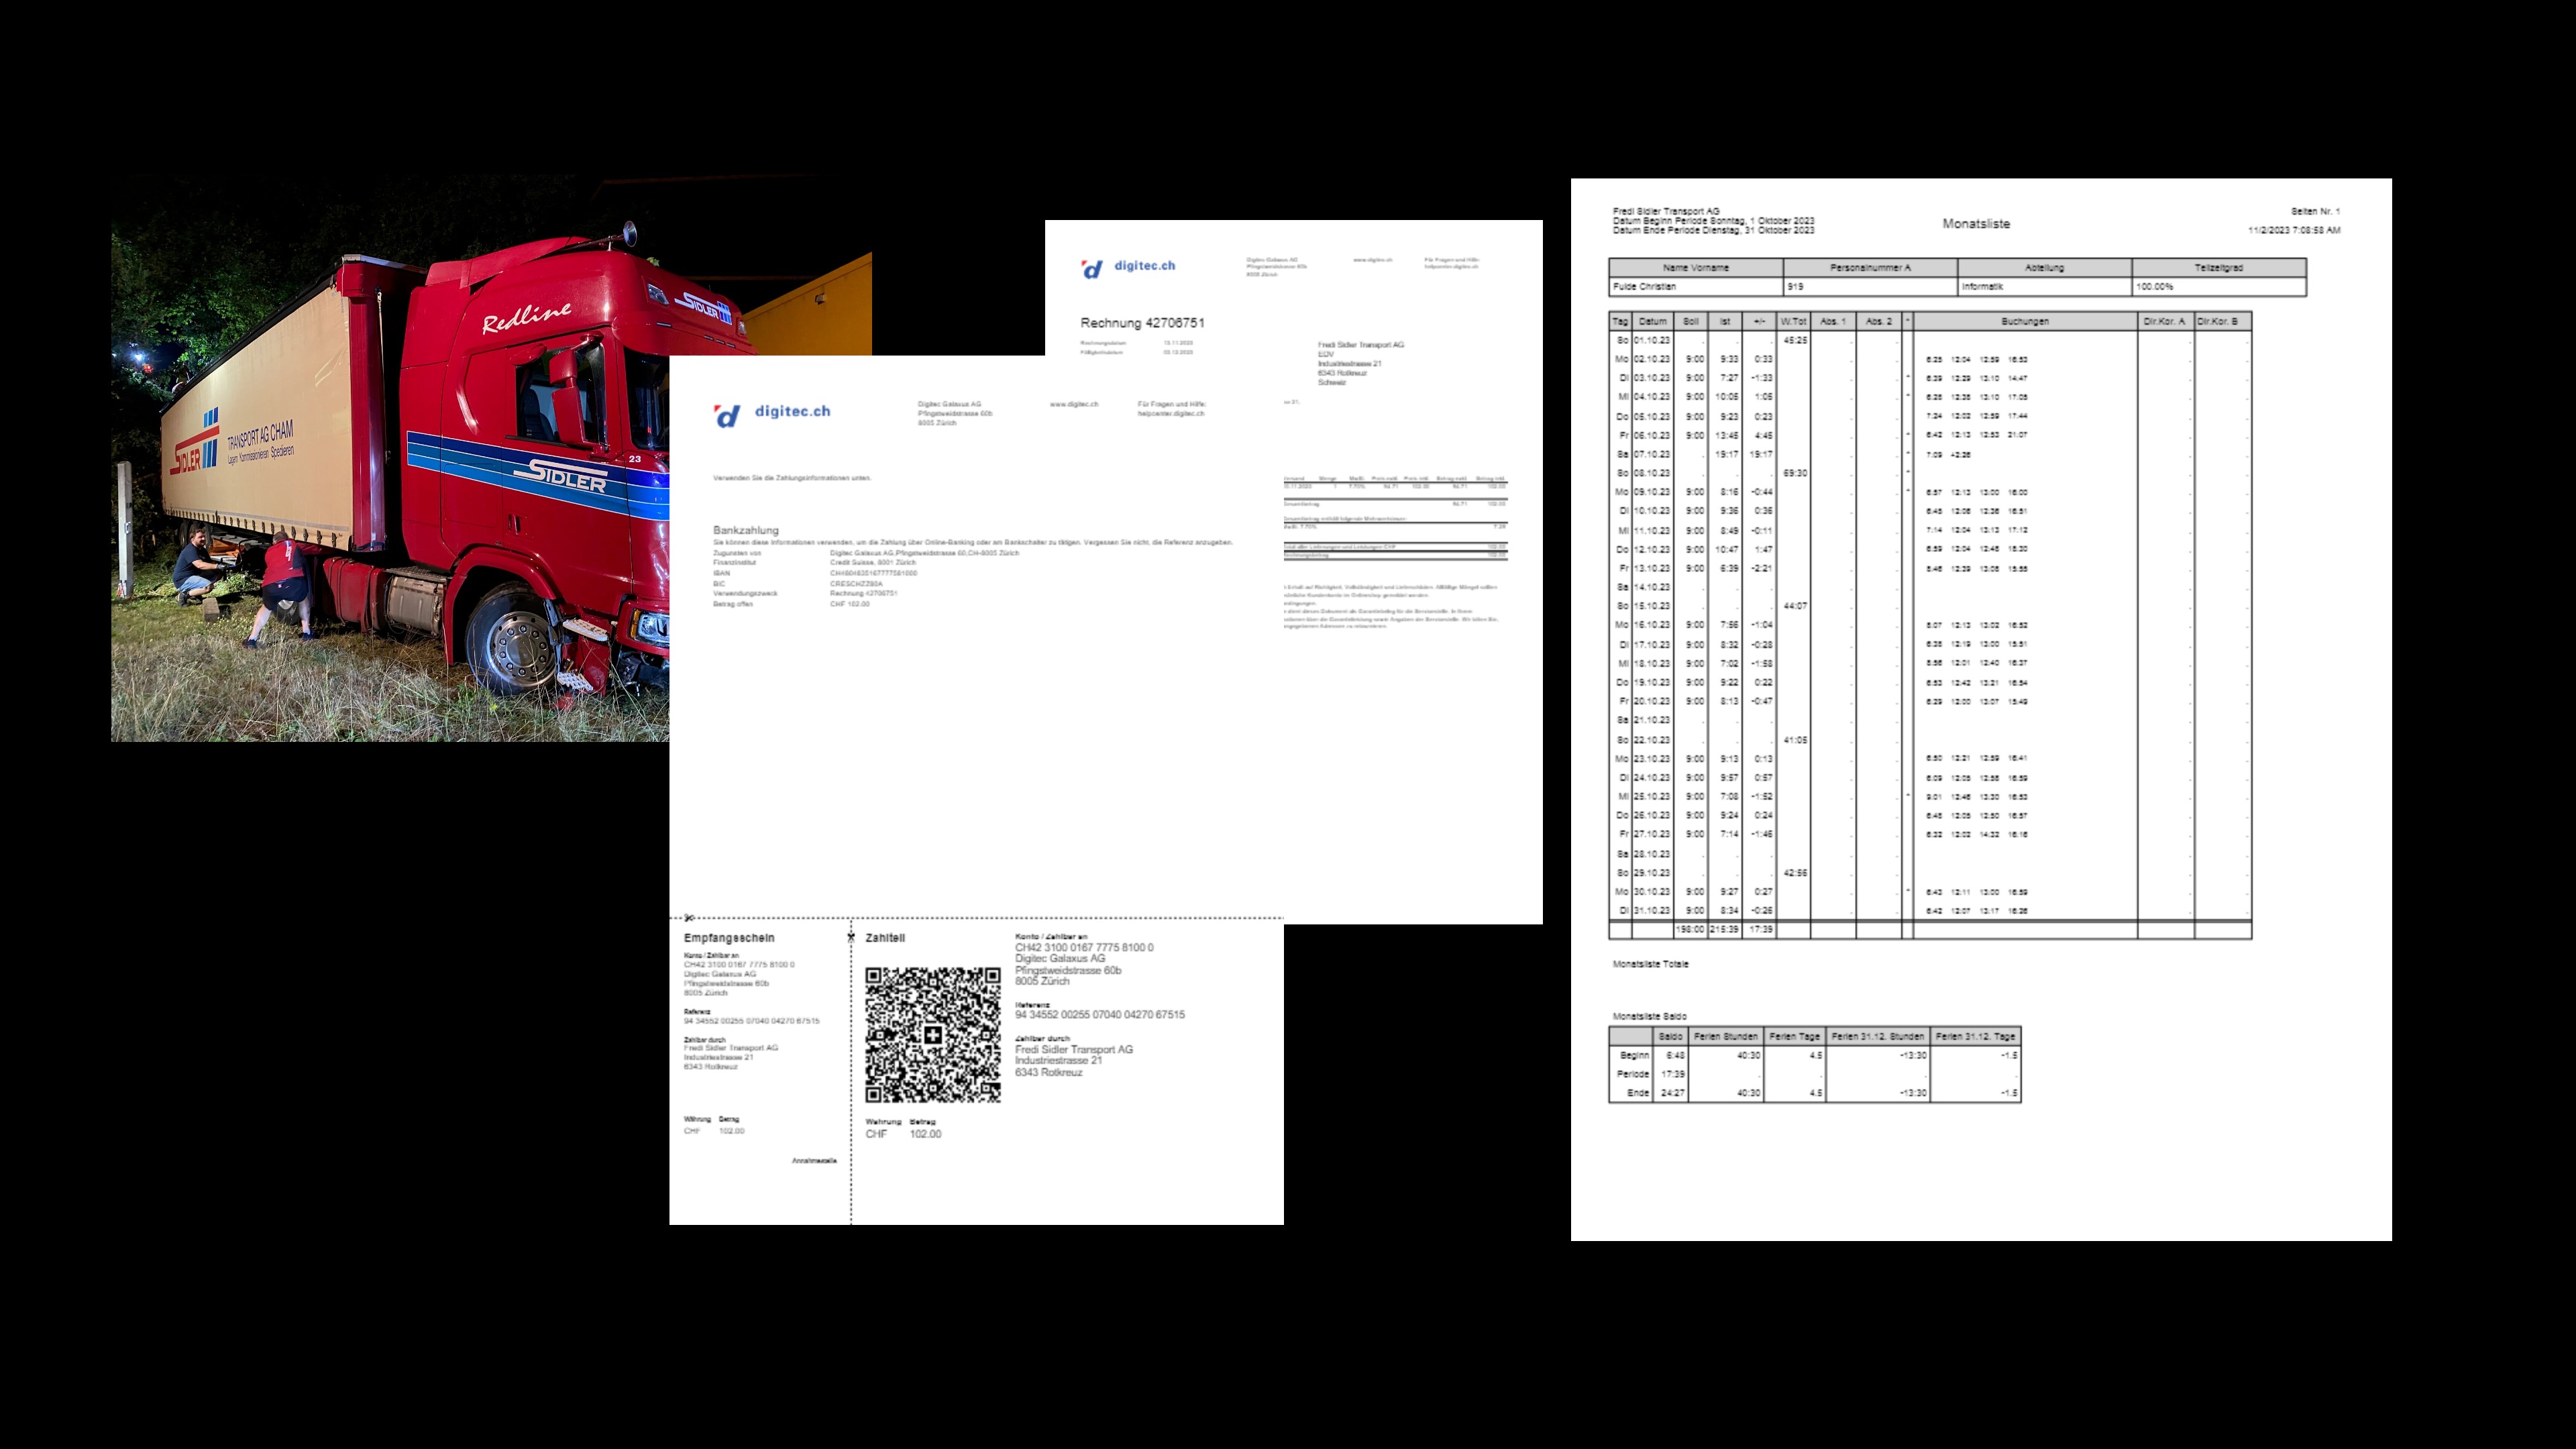 Redline
SIDLER
SIDLER
TRANSPORT AG CHAM
Lagern Kommissionieren Spedieren
SIDLER
23
digitec.ch
Digitec Galaxus AG
Pfingstweidstrasse 60b
8005 Zürich
www.digitec.ch
Für Fragen und Hilfe:
helpcenter.digitec.ch
Rechnung 42706751
Rechnungsdatum
Fälligkeitsdatum
Fredi Sidler Transport AG
EDV
Industriestrasse 21
6343 Rotkreuz
Schweiz
digitec.ch
Digitec Galaxus AG
Pfingstweidstrasse 60b
8005 Zürich
www.digitec.ch
Für Fragen und Hilfe:
helpcenter.digitec.ch
Verwenden Sie die Zahlungsinformationen unten.
Bankzahlung
Sie können diese Informationen verwenden, um die Zahlung über Online-Banking oder am Bankschalter zu tätigen. Vergessen Sie nicht, die Referenz anzugeben.
Zugunsten von Digitec Galaxus AG,Pfingstweidstrasse 60,CH-8005 Zürich
Finanzinstitut Credit Suisse, 8001 Zürich
IBAN
BIC CRESCHZZ80A
Verwendungszweck Rechnung 42706751
Betrag offen CHF 102.00
Empfangsschein
Konto / Zahlbar an
CH42 3100 0167 7775 8100 0
Digitec Galaxus AG
Pfingstweidstrasse 60b
8005 Zürich
Referenz
94 34552 00255 07040 04270 67515
Zahlbar durch
Fredi Sidler Transport AG
Industriestrasse 21
6343 Rotkreuz
Währung Betrag
CHF 102.00
Annahmestelle
Zahlteil
Währung Betrag
CHF 102.00
Konto / Zahlbar an
CH42 3100 0167 7775 8100 0
Digitec Galaxus AG
Pfingstweidstrasse 60b
8005 Zürich
Referenz
94 34552 00255 07040 04270 67515
Zahlbar durch
Fredi Sidler Transport AG
Industriestrasse 21
6343 Rotkreuz
Fredi Sidler Transport AG
Datum Beginn Periode Sonntag, 1 Oktober 2023
Datum Ende Periode Dienstag, 31 Oktober 2023
Monatsliste
Seiten Nr. 1
11/2/2023 7:08:58 AM
Name Vorname Personalnummer A Abteilung Teilzeitgrad
Fulde Christian 919 Informatik 100.00%
Tag Datum Soll Ist +/- W.Tot Abs. 1 Abs. 2 * Buchungen Dir.Kor. A Dir.Kor. B
So 01.10.23 45:25
Mo 02.10.23 9:00 9:33 0:33 6:25 12:04 12:59 16:53
Di 03.10.23 9:00 7:27 -1:33 * 6:39 12:29 13:10 14:47
Mi 04.10.23 9:00 10:05 1:05 * 6:25 12:35 13:10 17:05
Do 05.10.23 9:00 9:23 0:23 7:24 12:02 12:59 17:44
Fr 06.10.23 9:00 13:45 4:45 * 6:42 12:13 12:53 21:07
Sa 07.10.23 19:17 19:17 * 7:09 +2:26
So 08.10.23 69:30 *
Mo 09.10.23 9:00 8:16 -0:44 * 6:57 12:13 13:00 16:00
Di 10.10.23 9:00 9:36 0:36 6:45 12:06 12:36 16:51
Mi 11.10.23 9:00 8:49 -0:11 7:14 12:04 13:13 17:12
Do 12.10.23 9:00 10:47 1:47 6:59 12:04 12:48 18:30
Fr 13.10.23 9:00 6:39 -2:21 8:46 12:39 13:08 15:55
Sa 14.10.23
So 15.10.23 44:07
Mo 16.10.23 9:00 7:56 -1:04 8:07 12:13 13:02 16:52
Di 17.10.23 9:00 8:32 -0:28 6:38 12:19 13:00 15:51
Mi 18.10.23 9:00 7:02 -1:58 8:56 12:01 12:40 16:37
Do 19.10.23 9:00 9:22 0:22 6:53 12:42 13:21 16:54
Fr 20.10.23 9:00 8:13 -0:47 6:29 12:00 13:07 15:49
Sa 21.10.23
So 22.10.23 41:05
Mo 23.10.23 9:00 9:13 0:13 6:50 12:21 12:59 16:41
Di 24.10.23 9:00 9:57 0:57 6:09 12:05 12:58 16:59
Mi 25.10.23 9:00 7:08 -1:52 * 9:01 12:46 13:30 16:53
Do 26.10.23 9:00 9:24 0:24 6:48 12:05 12:50 16:57
Fr 27.10.23 9:00 7:14 -1:46 6:32 12:02 14:32 16:16
Sa 28.10.23
So 29.10.23 42:56
Mo 30.10.23 9:00 9:27 0:27 * 6:43 12:11 13:00 16:59
Di 31.10.23 9:00 8:34 -0:26 6:42 12:07 13:17 16:26
198:00 215:39 17:39
Monatsliste Totale
Monatsliste Saldo
Saldo Ferien Stunden Ferien Tage Ferien 31.12. Stunden Ferien 31.12. Tage
Beginn 6:48 40:30 4.5 -13:30 -1.5
Periode 17:39
Ende 24:27 40:30 4.5 -13:30 -1.5